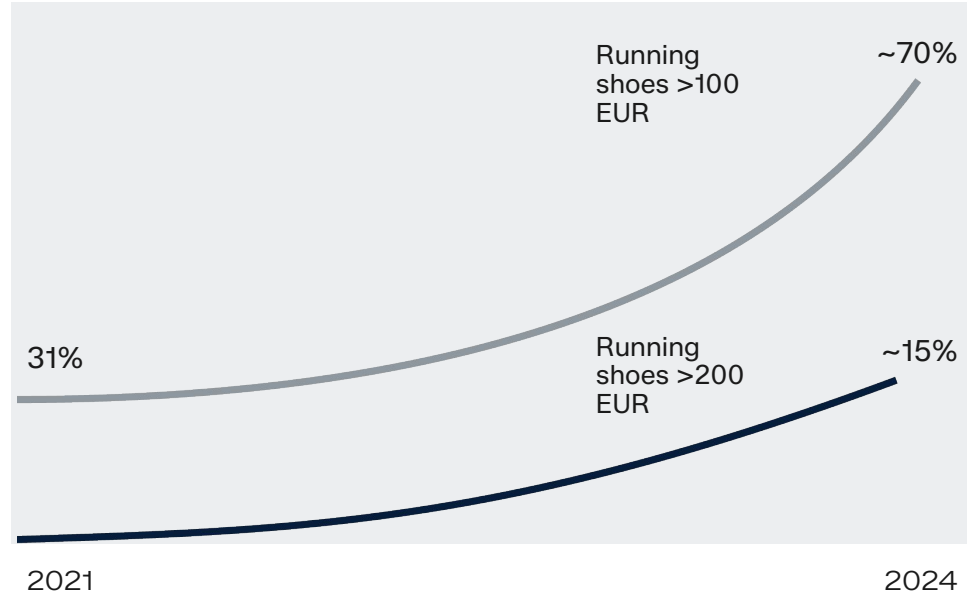 Running
shoes >100
EUR
~70%
31%
Running
shoes >200
EUR
~15%
2021
2024